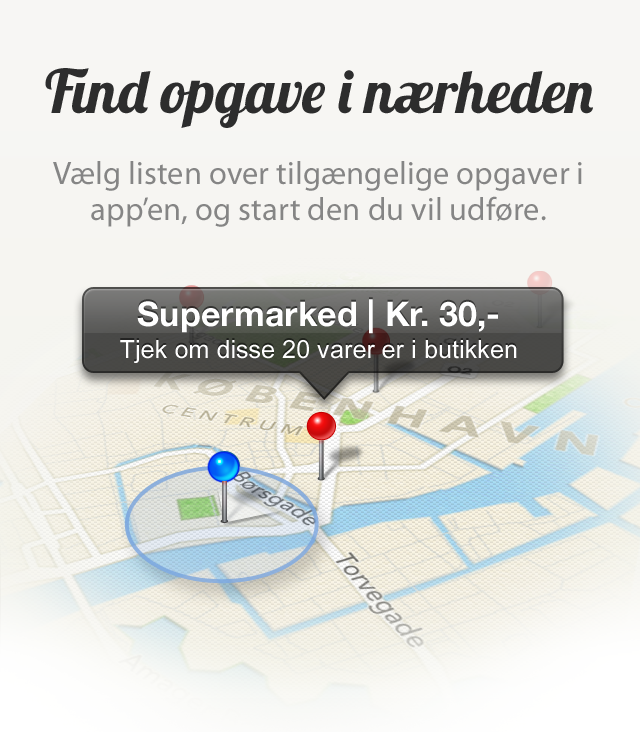 Find opgave i nærheden
Vælg listen over tilgængelige opgaver i
app'en, og start den du vil udføre.
Supermarked | Kr. 30,-
Tjek om disse 20 varer er i butikken
KØBENHAVN
CENTRUM
Børsgade
Torvegade